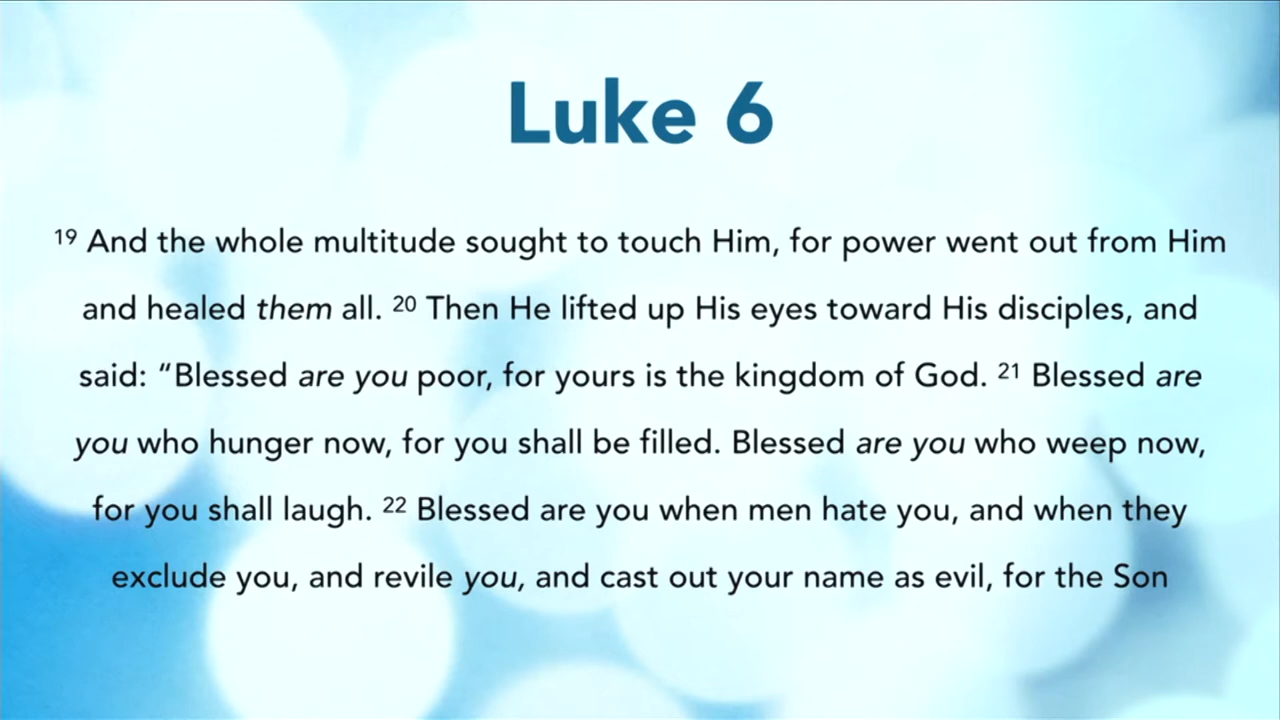 Luke 6
19 And the whole multitude sought to touch Him, for power went out from Him
and healed them all. 20 Then He lifted up His eyes toward His disciples, and
said: “Blessed are you poor, for yours is the kingdom of God. 21 Blessed are
you who hunger now, for you shall be filled. Blessed are you who weep now,
for you shall laugh. 22 Blessed are you when men hate you, and when they
exclude you, and revile you, and cast out your name as evil, for the Son